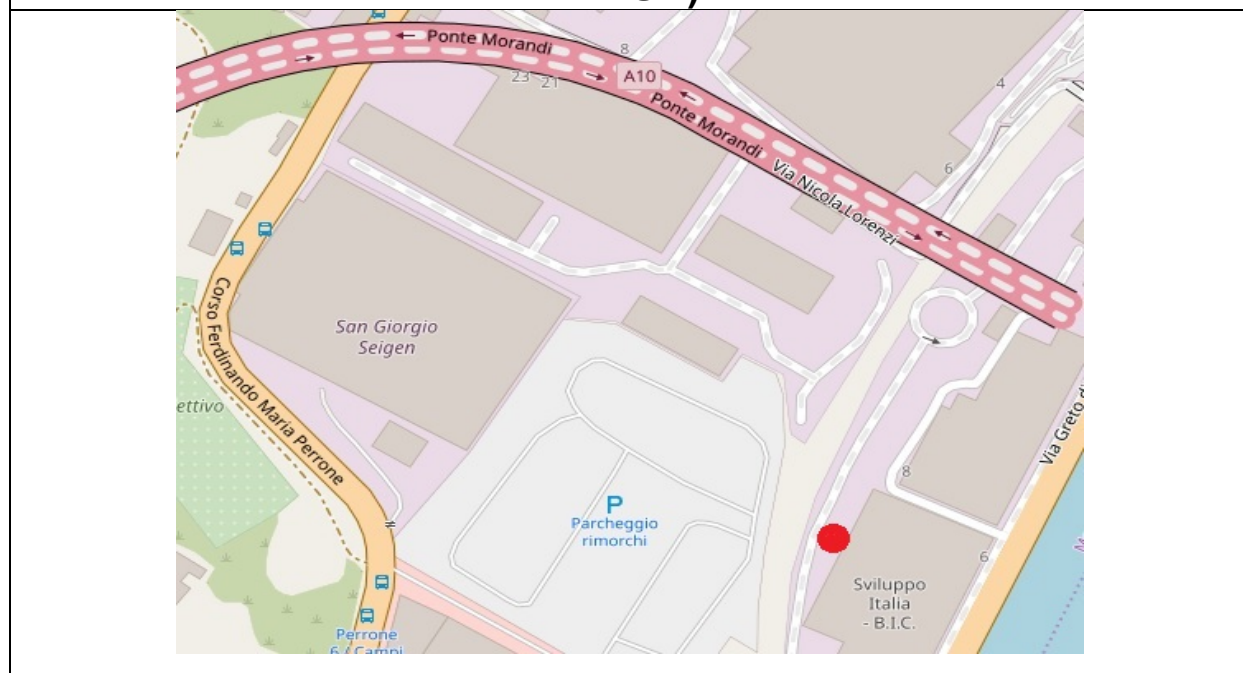 Ponte Morandi
8
A10
23
21
4
Ponte Morandi
Via Nicola Lorenzi
6
San Giorgio
Seigen
Corso Ferdinando Maria Perrone
ettivo
Via Greto di
8
P
Parcheggio
rimorchi
6
Sviluppo
Italia
- B.I.C.
Perrone
6 / Campi